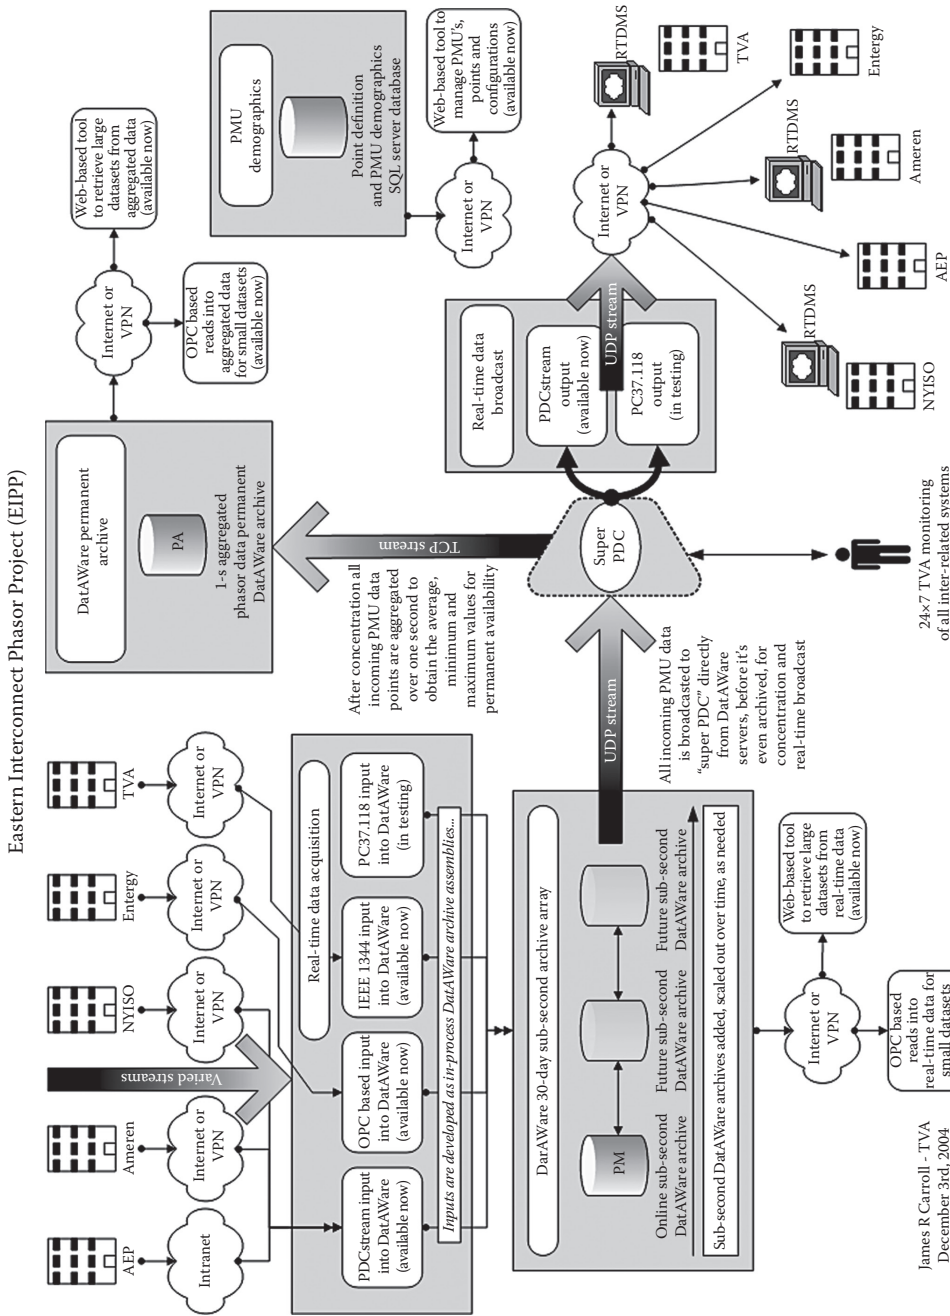 Eastern Interconnect Phasor Project (EIPP)
AEP
Ameren
NYISO
Entergy
TVA
Intranet
Internet or
VPN
Varied streams
Internet or
VPN
Internet or
VPN
Internet or
VPN
Real-time data acquisition
PDCstream input
into DatAWare
(available now)
OPC based input
into DatAWare
(available now)
IEEE 1344 input
into DatAWare
(available now)
PC37.118 input
into DatAWare
(in testing)
Inputs are developed as in-process DatAWare archive assemblies...
DarAWare 30-day sub-second archive array
PM
Online sub-second
DatAWare archive
Future sub-second
DatAWare archive
Future sub-second
DatAWare archive
Sub-second DatAWare archives added, scaled out over time, as needed
Internet or
VPN
Web-based tool
to retrieve large
datasets from
real-time data
(available now)
OPC based
reads into
real-time data for
small datasets
James R Carroll - TVA
December 3rd, 2004
UDP stream
All incoming PMU data
is broadcasted to
"super PDC" directly
from DatAWare
servers, before it's
even archived, for
concentration and
real-time broadcast
After concentration all
incoming PMU data
points are aggregated
over one second to
obtain the average,
minimum and
maximum values for
permanent availability
TCP stream
Super
PDC
24×7 TVA monitoring
of all inter-related systems
DatAWare permanent
archive
PA
1-s aggregated
phasor data permanent
DatAWare archive
Internet or
VPN
Web-based tool
to retrieve large
datasets from
aggregated data
(available now)
OPC based
reads into
aggregated data
for small datasets
(available now)
PMU
demographics
Point definition
and PMU demographics
SQL server database
Internet or
VPN
Web-based tool to
manage PMU's,
points and
configurations
(available now)
Real-time data
broadcast
PDCstream
output
(available now)
PC37.118
output
(in testing)
UDP stream
Internet or
VPN
RTDMS
TVA
Entergy
RTDMS
Ameren
AEP
RTDMS
NYISO